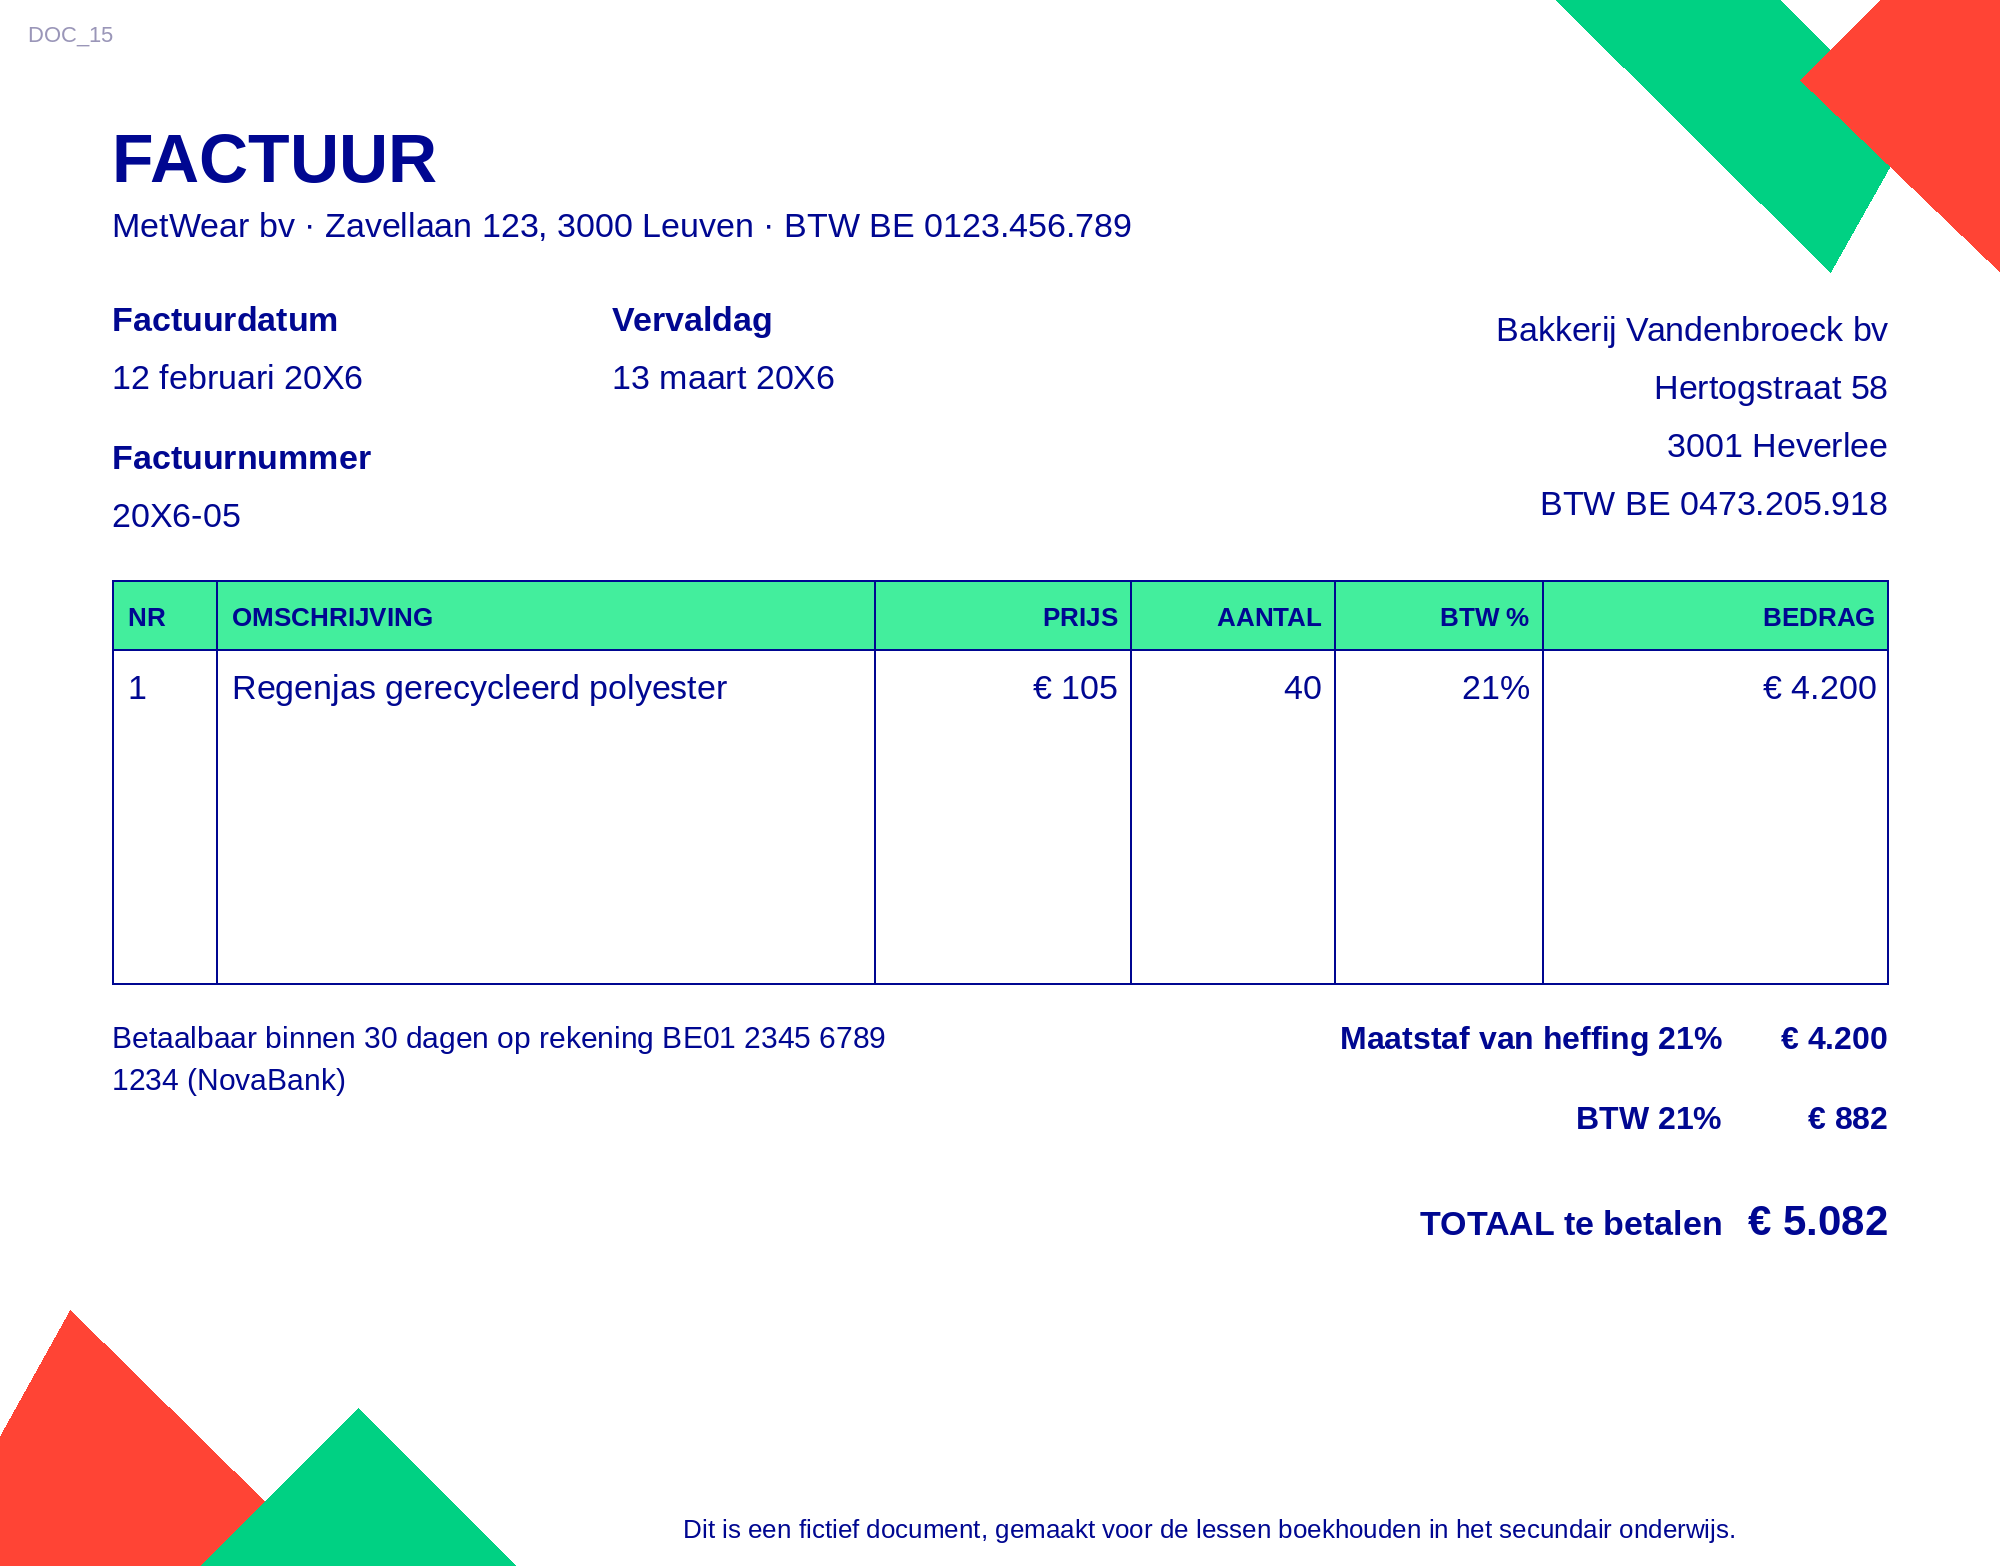 DOC_15
FACTUUR
MetWear bv · Zavellaan 123, 3000 Leuven · BTW BE 0123.456.789
Factuurdatum
12 februari 20X6
Vervaldag
13 maart 20X6
Factuurnummer
20X6-05
Bakkerij Vandenbroeck bv
Hertogstraat 58
3001 Heverlee
BTW BE 0473.205.918
NR OMSCHRIJVING PRIJS AANTAL BTW % BEDRAG
1 Regenjas gerecycleerd polyester € 105 40 21% € 4.200
Betaalbaar binnen 30 dagen op rekening BE01 2345 6789
1234 (NovaBank)
Maatstaf van heffing 21% € 4.200
BTW 21% € 882
TOTAAL te betalen € 5.082
Dit is een fictief document, gemaakt voor de lessen boekhouden in het secundair onderwijs.